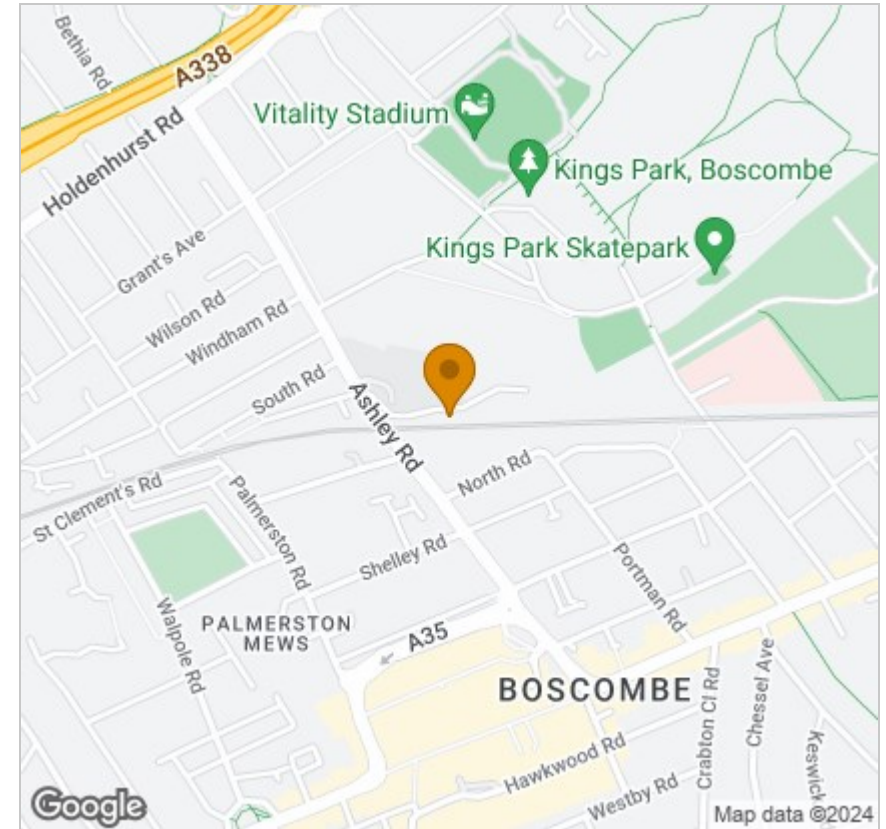 Bethia Rd
A338
Vitality Stadium
Holdenhurst Rd
Kings Park, Boscombe
Grant's Ave
Kings Park Skatepark
Wilson Rd
Windham Rd
South Rd
Ashley Rd
North Rd
St Clement's Rd
Palmerston Rd
Shelley Rd
Portman Rd
Walpole Rd
PALMERSTON
MEWS
A35
BOSCOMBE
Crabton Cl Rd
Chessel Ave
Keswick
Hawkwood Rd
Westby Rd
Google
Map data ©2024